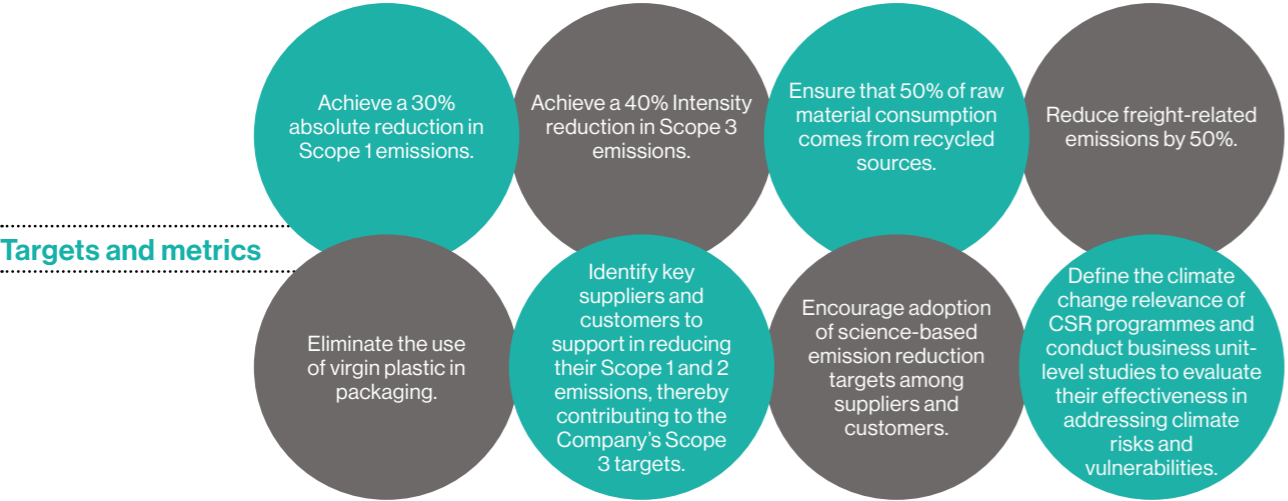 Achieve a 30%
absolute reduction in
Scope 1 emissions.
Achieve a 40% Intensity
reduction in Scope 3
emissions.
Ensure that 50% of raw
material consumption
comes from recycled
sources.
Reduce freight-related
emissions by 50%.
Targets and metrics
Eliminate the use
of virgin plastic in
packaging.
Identify key
suppliers and
customers to
support in reducing
their Scope 1 and 2
emissions, thereby
contributing to the
Company’s Scope
3 targets.
Encourage adoption
of science-based
emission reduction
targets among
suppliers and
customers.
Define the climate
change relevance of
CSR programmes and
conduct business unit-
level studies to evaluate
their effectiveness in
addressing climate
risks and
vulnerabilities.